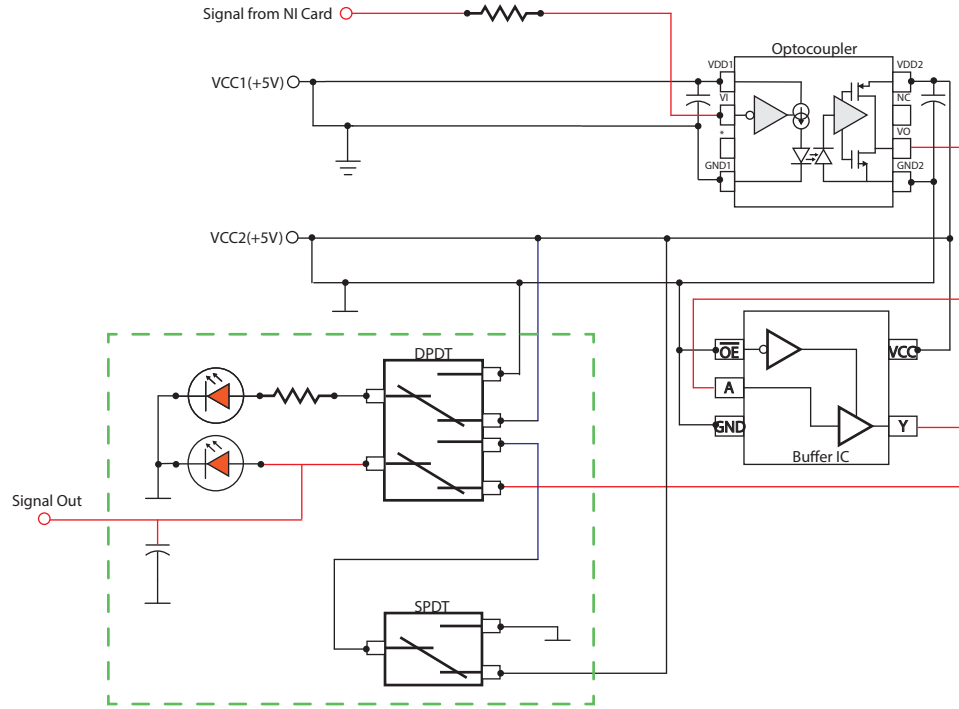 Signal from NI Card
Optocoupler
VCC1(+5V)
VDD1
VDD2
VI
NC
*
VO
GND1
GND2
VCC2(+5V)
DPDT
OE
VCC
A
GND
Y
Buffer IC
Signal Out
SPDT